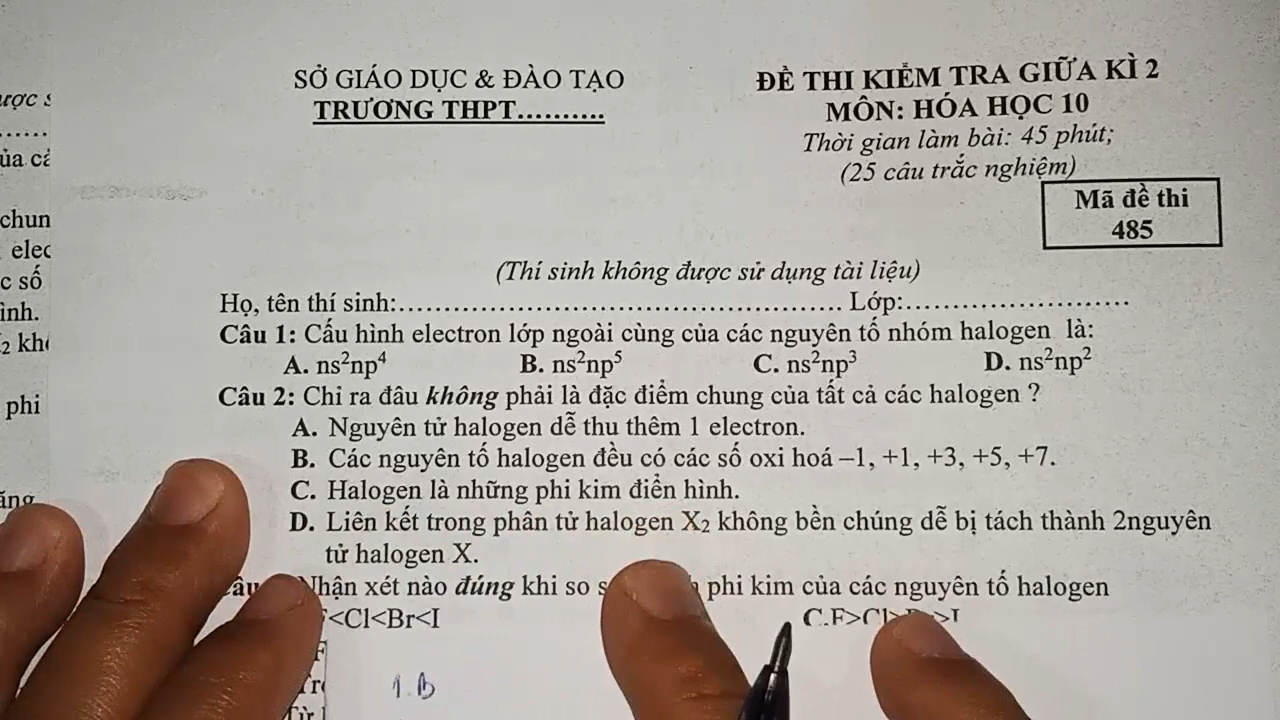 SỞ GIÁO DỤC & ĐÀO TẠO
TRƯƠNG THPT..........
ĐỀ THI KIỂM TRA GIỮA KÌ 2
MÔN: HÓA HỌC 10
Thời gian làm bài: 45 phút;
(25 câu trắc nghiệm)
Mã đề thi
485
(Thí sinh không được sử dụng tài liệu)
Họ, tên thí sinh:..................................................... Lớp:........................
Câu 1: Cấu hình electron lớp ngoài cùng của các nguyên tố nhóm halogen là:
A. ns²np⁴ B. ns²np⁵ C. ns²np³ D. ns²np²
Câu 2: Chỉ ra đâu không phải là đặc điểm chung của tất cả các halogen ?
A. Nguyên tử halogen dễ thu thêm 1 electron.
B. Các nguyên tố halogen đều có các số oxi hoá –1, +1, +3, +5, +7.
C. Halogen là những phi kim điển hình.
D. Liên kết trong phân tử halogen X₂ không bền chúng dễ bị tách thành 2nguyên
tử halogen X.
Nhận xét nào đúng khi so phi kim của các nguyên tố halogen
<Cl<Br<I C.F>Cl> >I
1.B
chun
elec
c số
ình.
phi